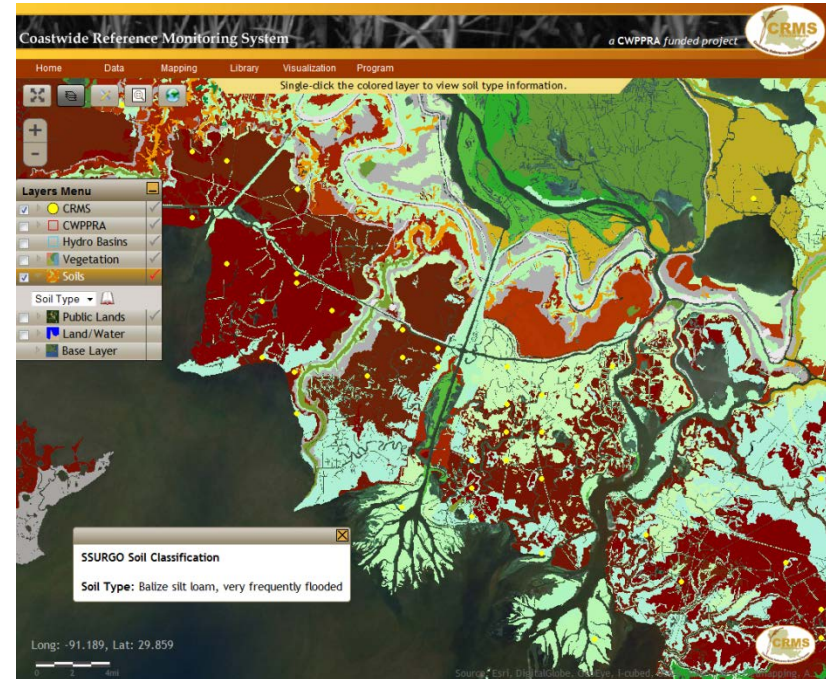 Coastwide Reference Monitoring System
a CWPPRA funded project
CRMS
Home Data Mapping Library Visualization Program
Single-click the colored layer to view soil type information.
+
-
Layers Menu
CRMS
CWPPRA
Hydro Basins
Vegetation
Soils
Soil Type
Public Lands
Land/Water
Base Layer
SSURGO Soil Classification
Soil Type: Balize silt loam, very frequently flooded
Long: -91.189, Lat: 29.859
0 2 4mi
CRMS
Source: Esri, DigitalGlobe, GeoEye, i-cubed,